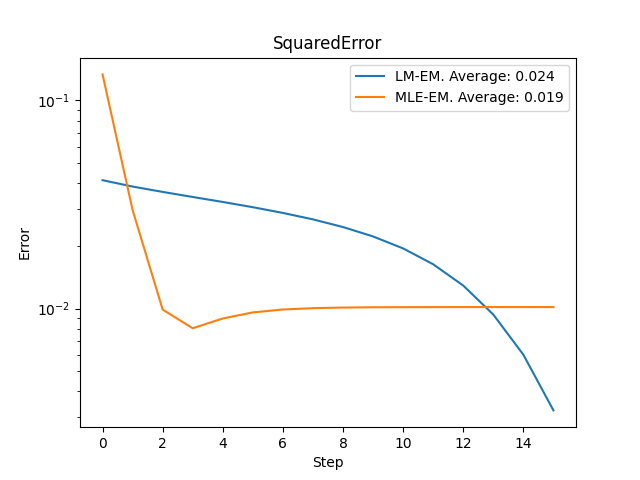 SquaredError
LM-EM. Average: 0.024
MLE-EM. Average: 0.019
10⁻¹
10⁻²
Error
0 2 4 6 8 10 12 14
Step